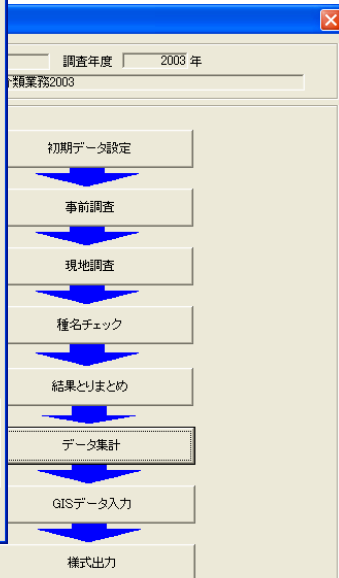 調査年度 2003 年
類業務2003
初期データ設定
事前調査
現地調査
種名チェック
結果とりまとめ
データ集計
GISデータ入力
様式出力